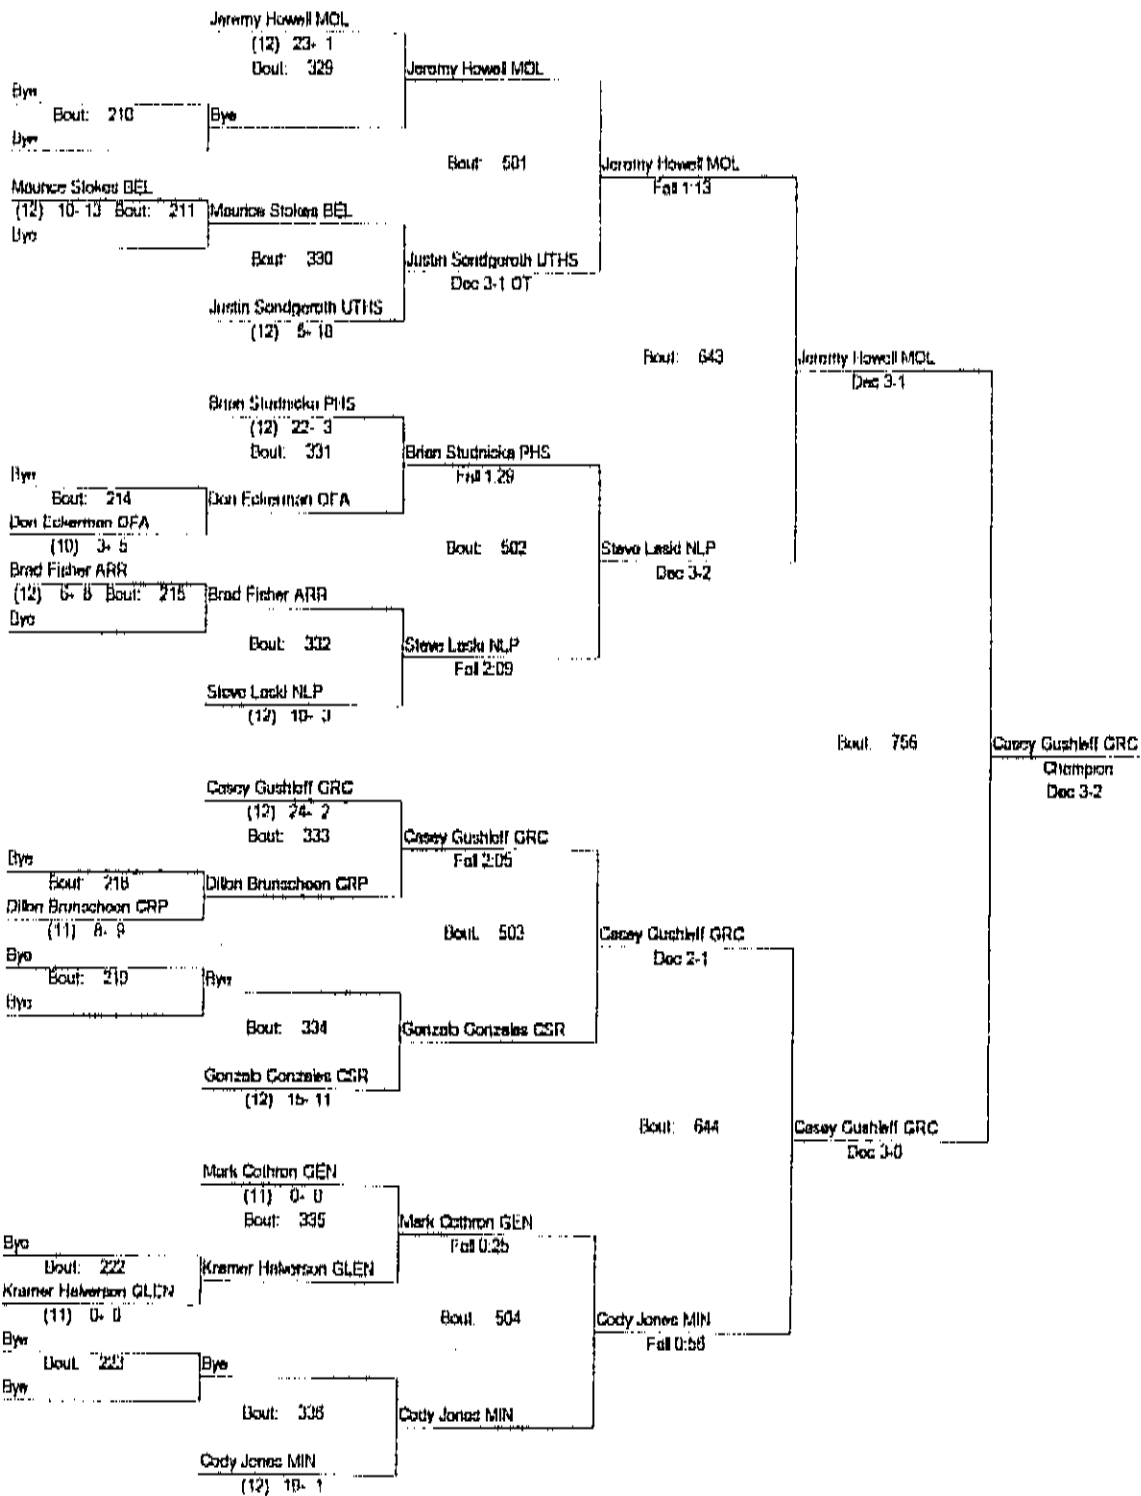 Jeremy Howell MOL
(12) 23- 1
Bout: 329
Jeremy Howell MOL
Bye
Bout: 210
Bye
Bye
Bout: 501
Jeremy Howell MOL
Fall 1:13
Maurice Stokes BEL
(12) 10- 13 Bout: 211
Maurice Stokes BEL
Bye
Bout: 330
Justin Sondgeroth UTHS
Dec 3-1 OT
Justin Sondgeroth UTHS
(12) 5- 10
Bout: 643
Jeremy Howell MOL
Dec 3-1
Brian Studnicka PHS
(12) 22- 3
Bout: 331
Brian Studnicka PHS
Fall 1:29
Bye
Bout: 214
Don Eckerman OFA
Don Eckerman OFA
(10) 3- 5
Bout: 502
Steve Laski NLP
Dec 3-2
Brad Fisher ARR
(12) 6- 8 Bout: 215
Brad Fisher ARR
Bye
Bout: 332
Steve Laski NLP
Fall 2:09
Steve Laski NLP
(12) 19- 3
Bout: 756
Casey Gushleff GRC
Champion
Dec 3-2
Casey Gushleff GRC
(12) 24- 2
Bout: 333
Casey Gushleff GRC
Fall 2:05
Bye
Bout: 218
Dillon Brunschoen CRP
Dillon Brunschoen CRP
(11) 8- 9
Bout: 503
Casey Gushleff GRC
Dec 2-1
Bye
Bout: 219
Bye
Bye
Bout: 334
Gonzalo Gonzales CSR
Gonzalo Gonzales CSR
(12) 15- 11
Bout: 644
Casey Gushleff GRC
Dec 3-0
Mark Cothron GEN
(11) 0- 0
Bout: 335
Mark Cothron GEN
Fall 0:25
Bye
Bout: 222
Kramer Halverson GLEN
Kramer Halverson GLEN
(11) 0- 0
Bout: 504
Cody Jones MIN
Fall 0:56
Bye
Bout: 223
Bye
Bye
Bout: 336
Cody Jones MIN
Cody Jones MIN
(12) 19- 1